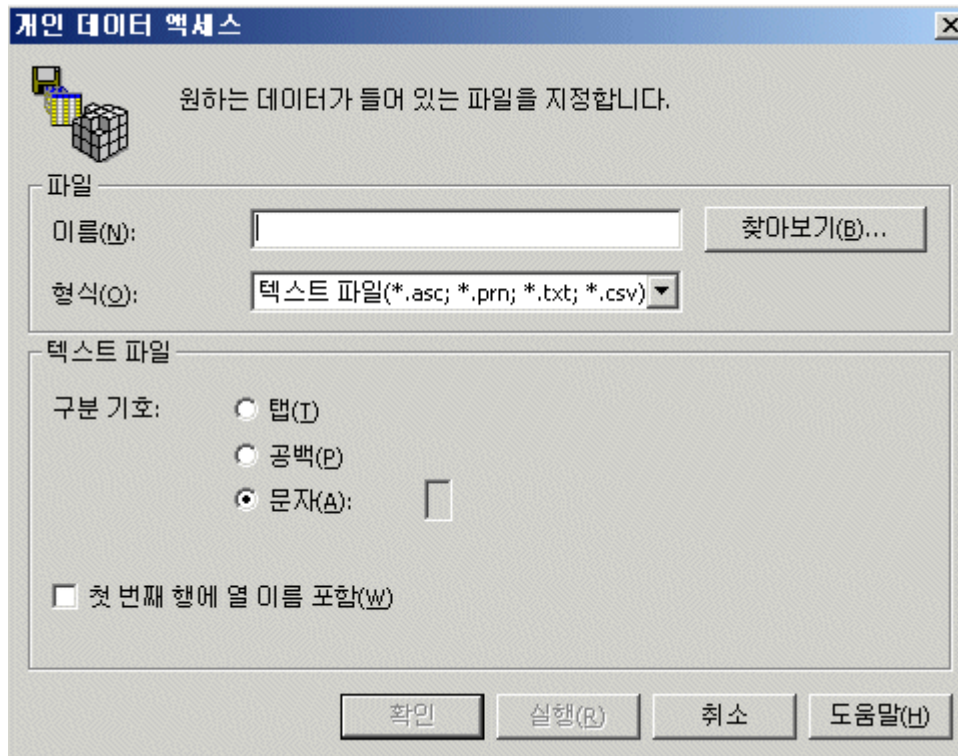 개인 데이터 액세스
원하는 데이터가 들어 있는 파일을 지정합니다.
파일
이름(N):
찾아보기(B)...
형식(O):
텍스트 파일(*.asc; *.prn; *.txt; *.csv)
텍스트 파일
구분 기호:
탭(T)
공백(P)
문자(A):
첫 번째 행에 열 이름 포함(W)
확인
실행(R)
취소
도움말(H)